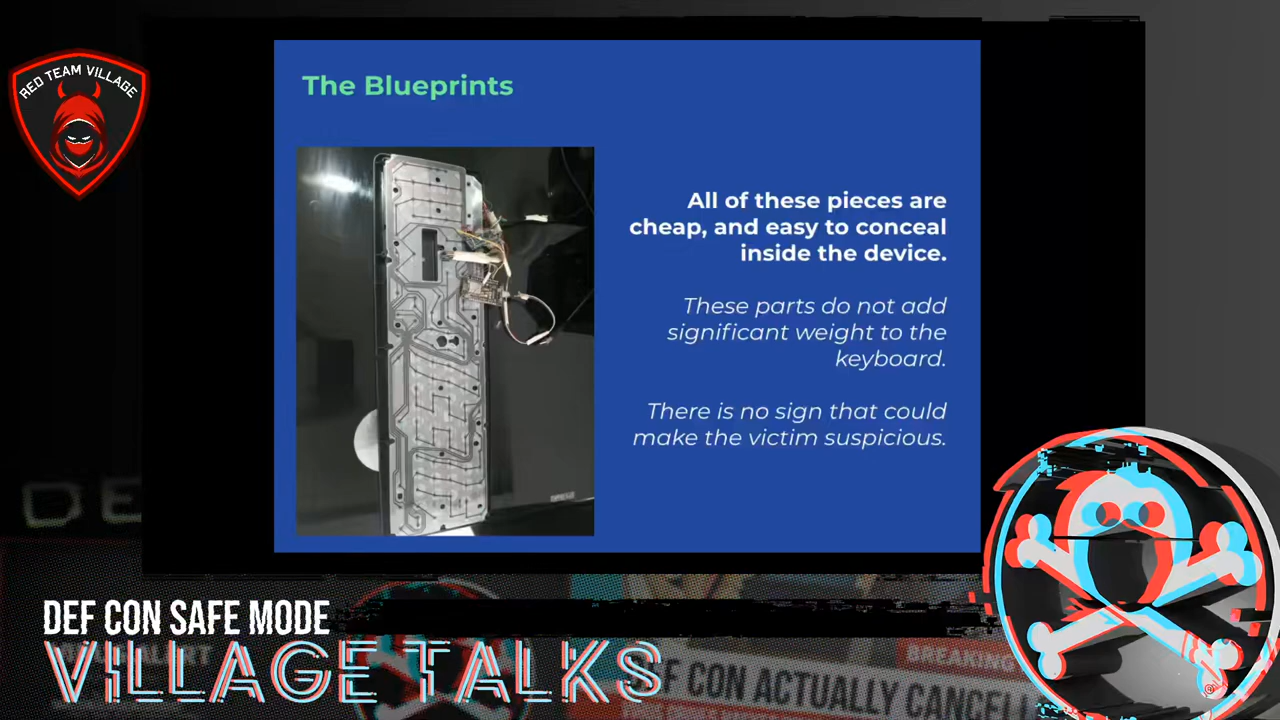 RED TEAM VILLAGE
The Blueprints
All of these pieces are
cheap, and easy to conceal
inside the device.
These parts do not add
significant weight to the
keyboard.
There is no sign that could
make the victim suspicious.
DEF CON SAFE MODE
VILLAGE TALKS
BREAKING
DEF CON ACTUALLY